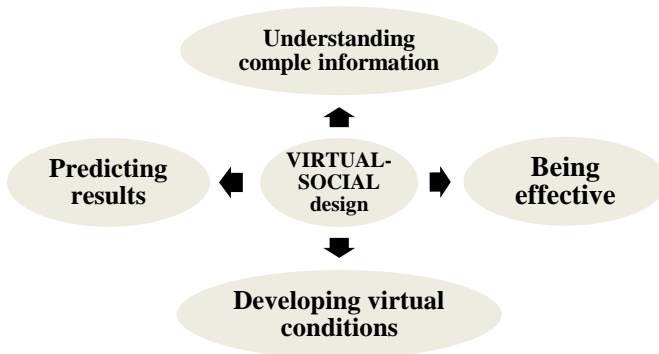 Understanding
comple information
Predicting
results
VIRTUAL-
SOCIAL
design
Being
effective
Developing virtual
conditions